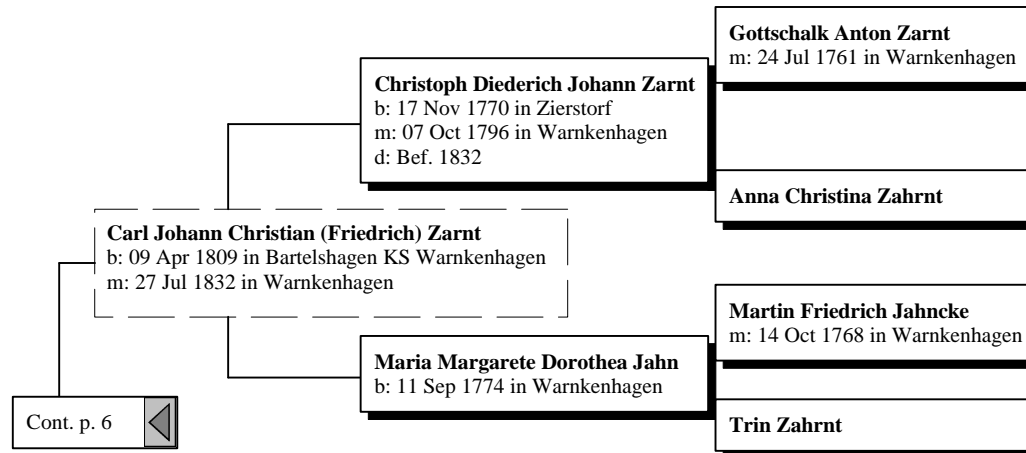 Gottschalk Anton Zarnt
m: 24 Jul 1761 in Warnkenhagen
Christoph Diederich Johann Zarnt
b: 17 Nov 1770 in Zierstorf
m: 07 Oct 1796 in Warnkenhagen
d: Bef. 1832
Anna Christina Zahrnt
Carl Johann Christian (Friedrich) Zarnt
b: 09 Apr 1809 in Bartelshagen KS Warnkenhagen
m: 27 Jul 1832 in Warnkenhagen
Martin Friedrich Jahncke
m: 14 Oct 1768 in Warnkenhagen
Maria Margarete Dorothea Jahn
b: 11 Sep 1774 in Warnkenhagen
Trin Zahrnt
Cont. p. 6